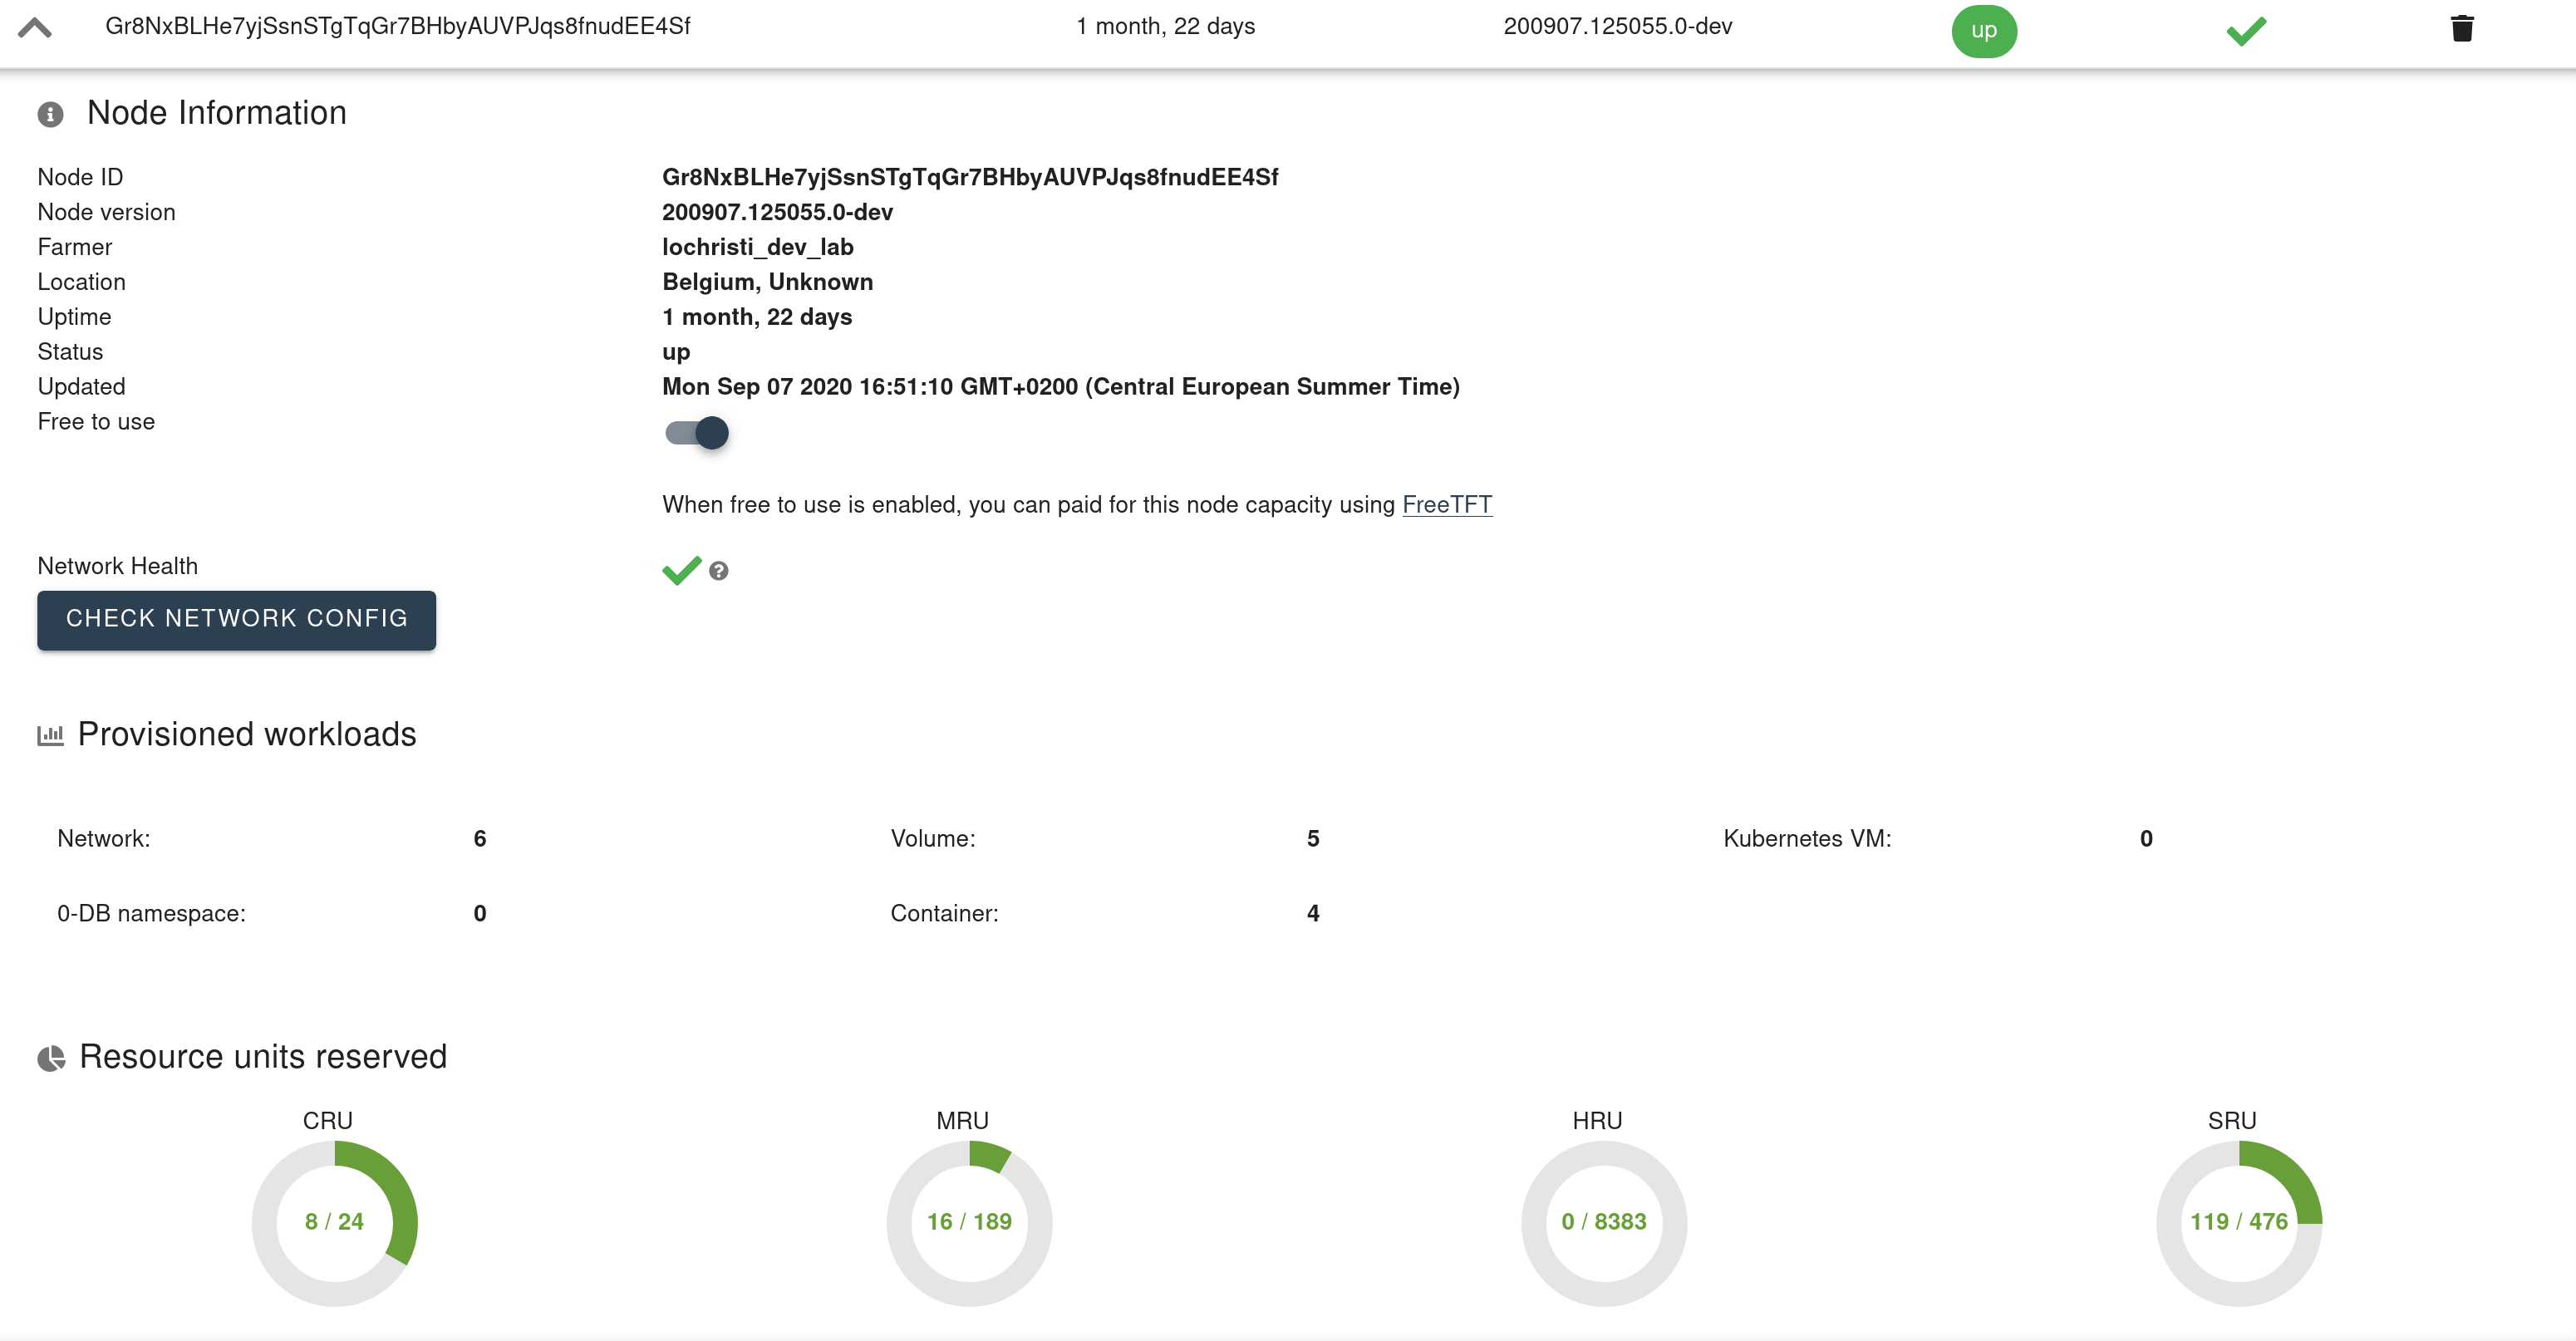 Gr8NxBLHe7yjSsnSTgTqGr7BHbyAUVPJqs8fnudEE4Sf 1 month, 22 days 200907.125055.0-dev up
Node Information
Node ID Gr8NxBLHe7yjSsnSTgTqGr7BHbyAUVPJqs8fnudEE4Sf
Node version 200907.125055.0-dev
Farmer lochristi_dev_lab
Location Belgium, Unknown
Uptime 1 month, 22 days
Status up
Updated Mon Sep 07 2020 16:51:10 GMT+0200 (Central European Summer Time)
Free to use
When free to use is enabled, you can paid for this node capacity using FreeTFT
Network Health
CHECK NETWORK CONFIG
Provisioned workloads
Network: 6 Volume: 5 Kubernetes VM: 0
0-DB namespace: 0 Container: 4
Resource units reserved
CRU MRU HRU SRU
8 / 24 16 / 189 0 / 8383 119 / 476